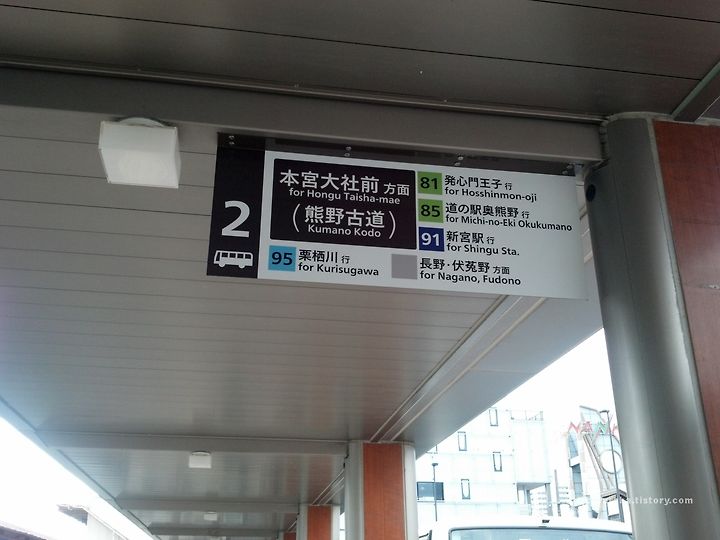 2
本宮大社前 方面
for Hongu Taisha-mae
(熊野古道)
Kumano Kodo
95 栗栖川 行
for Kurisugawa
81 発心門王子 行
for Hosshinmon-oji
85 道の駅奥熊野 行
for Michi-no-Eki Okukumano
91 新宮駅 行
for Shingu Sta.
長野・伏菟野 方面
for Nagano, Fudono
.tistory.com